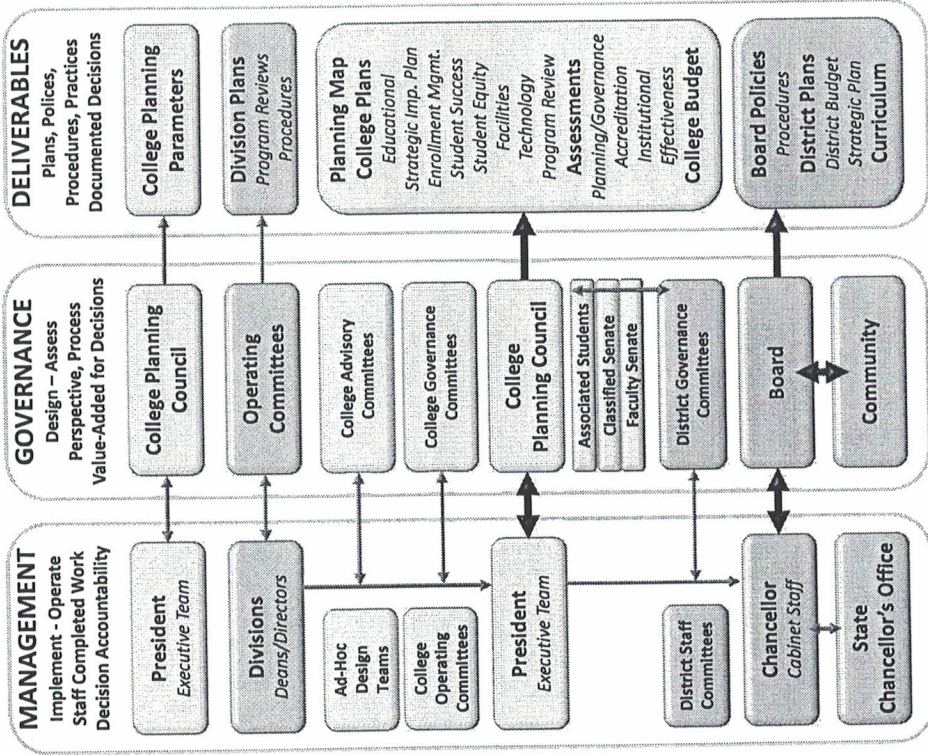 MANAGEMENT
Implement - Operate
Staff Completed Work
Decision Accountability
President
Executive Team
Divisions
Deans/Directors
Ad-Hoc
Design
Teams
College
Operating
Committees
President
Executive Team
District Staff
Committees
Chancellor
Cabinet Staff
State
Chancellor's Office
GOVERNANCE
Design – Assess
Perspective, Process
Value-Added for Decisions
College Planning
Council
Operating
Committees
College Advisory
Committees
College Governance
Committees
College
Planning Council
Associated Students
Classified Senate
Faculty Senate
District Governance
Committees
Board
Community
DELIVERABLES
Plans, Polices,
Procedures, Practices
Documented Decisions
College Planning
Parameters
Division Plans
Program Reviews
Procedures
Planning Map
College Plans
Educational
Strategic Imp. Plan
Enrollment Mgmt.
Student Success
Student Equity
Facilities
Technology
Program Review
Assessments
Planning/Governance
Accreditation
Institutional
Effectiveness
College Budget
Board Policies
Procedures
District Plans
District Budget
Strategic Plan
Curriculum